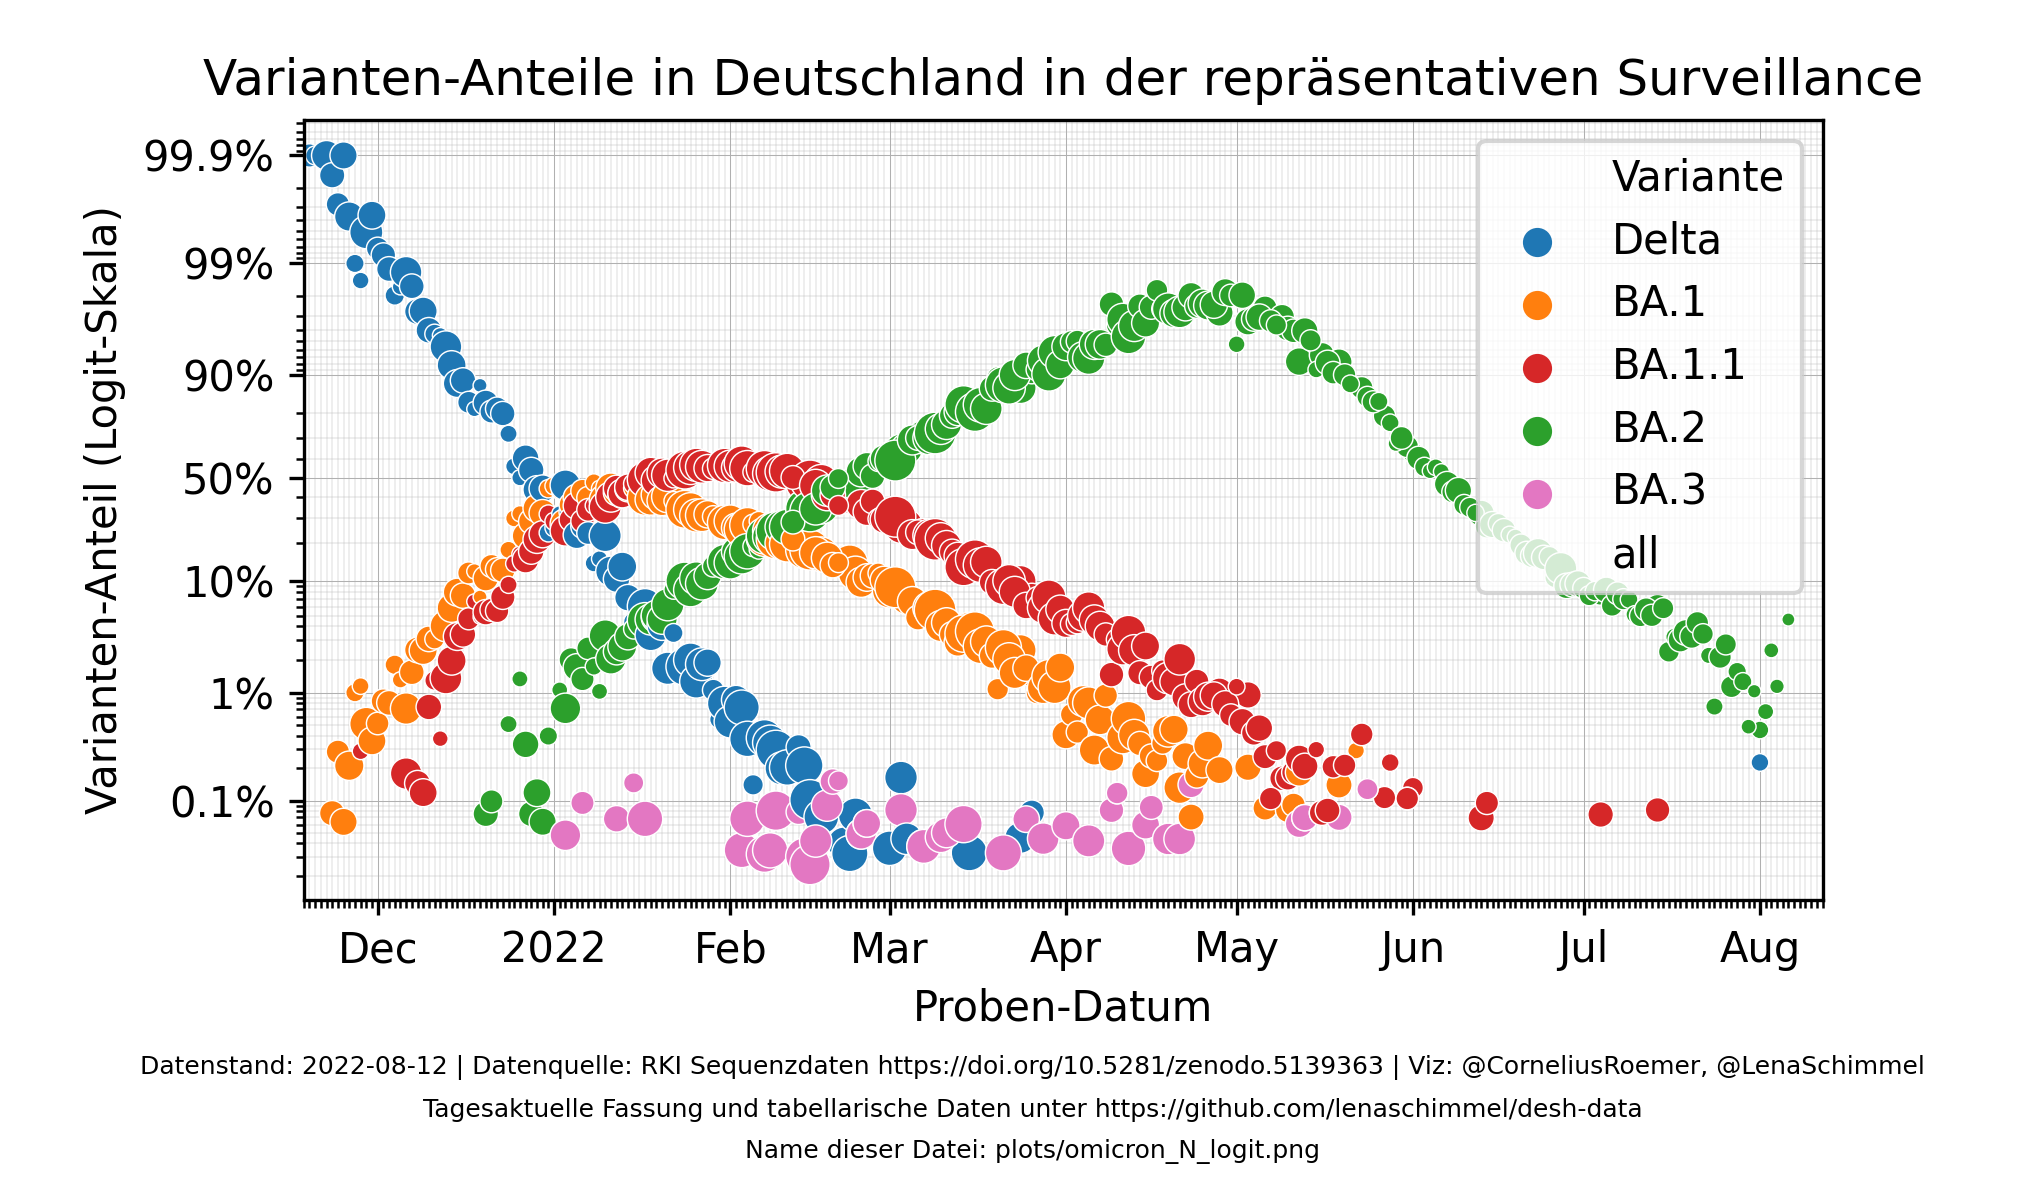 Varianten-Anteile in Deutschland in der repräsentativen Surveillance
Varianten-Anteil (Logit-Skala)
99.9%
99%
90%
50%
10%
1%
0.1%
Variante
Delta
BA.1
BA.1.1
BA.2
BA.3
all
Dec 2022 Feb Mar Apr May Jun Jul Aug
Proben-Datum
Datenstand: 2022-08-12 | Datenquelle: RKI Sequenzdaten https://doi.org/10.5281/zenodo.5139363 | Viz: @CorneliusRoemer, @LenaSchimmel
Tagesaktuelle Fassung und tabellarische Daten unter https://github.com/lenaschimmel/desh-data
Name dieser Datei: plots/omicron_N_logit.png